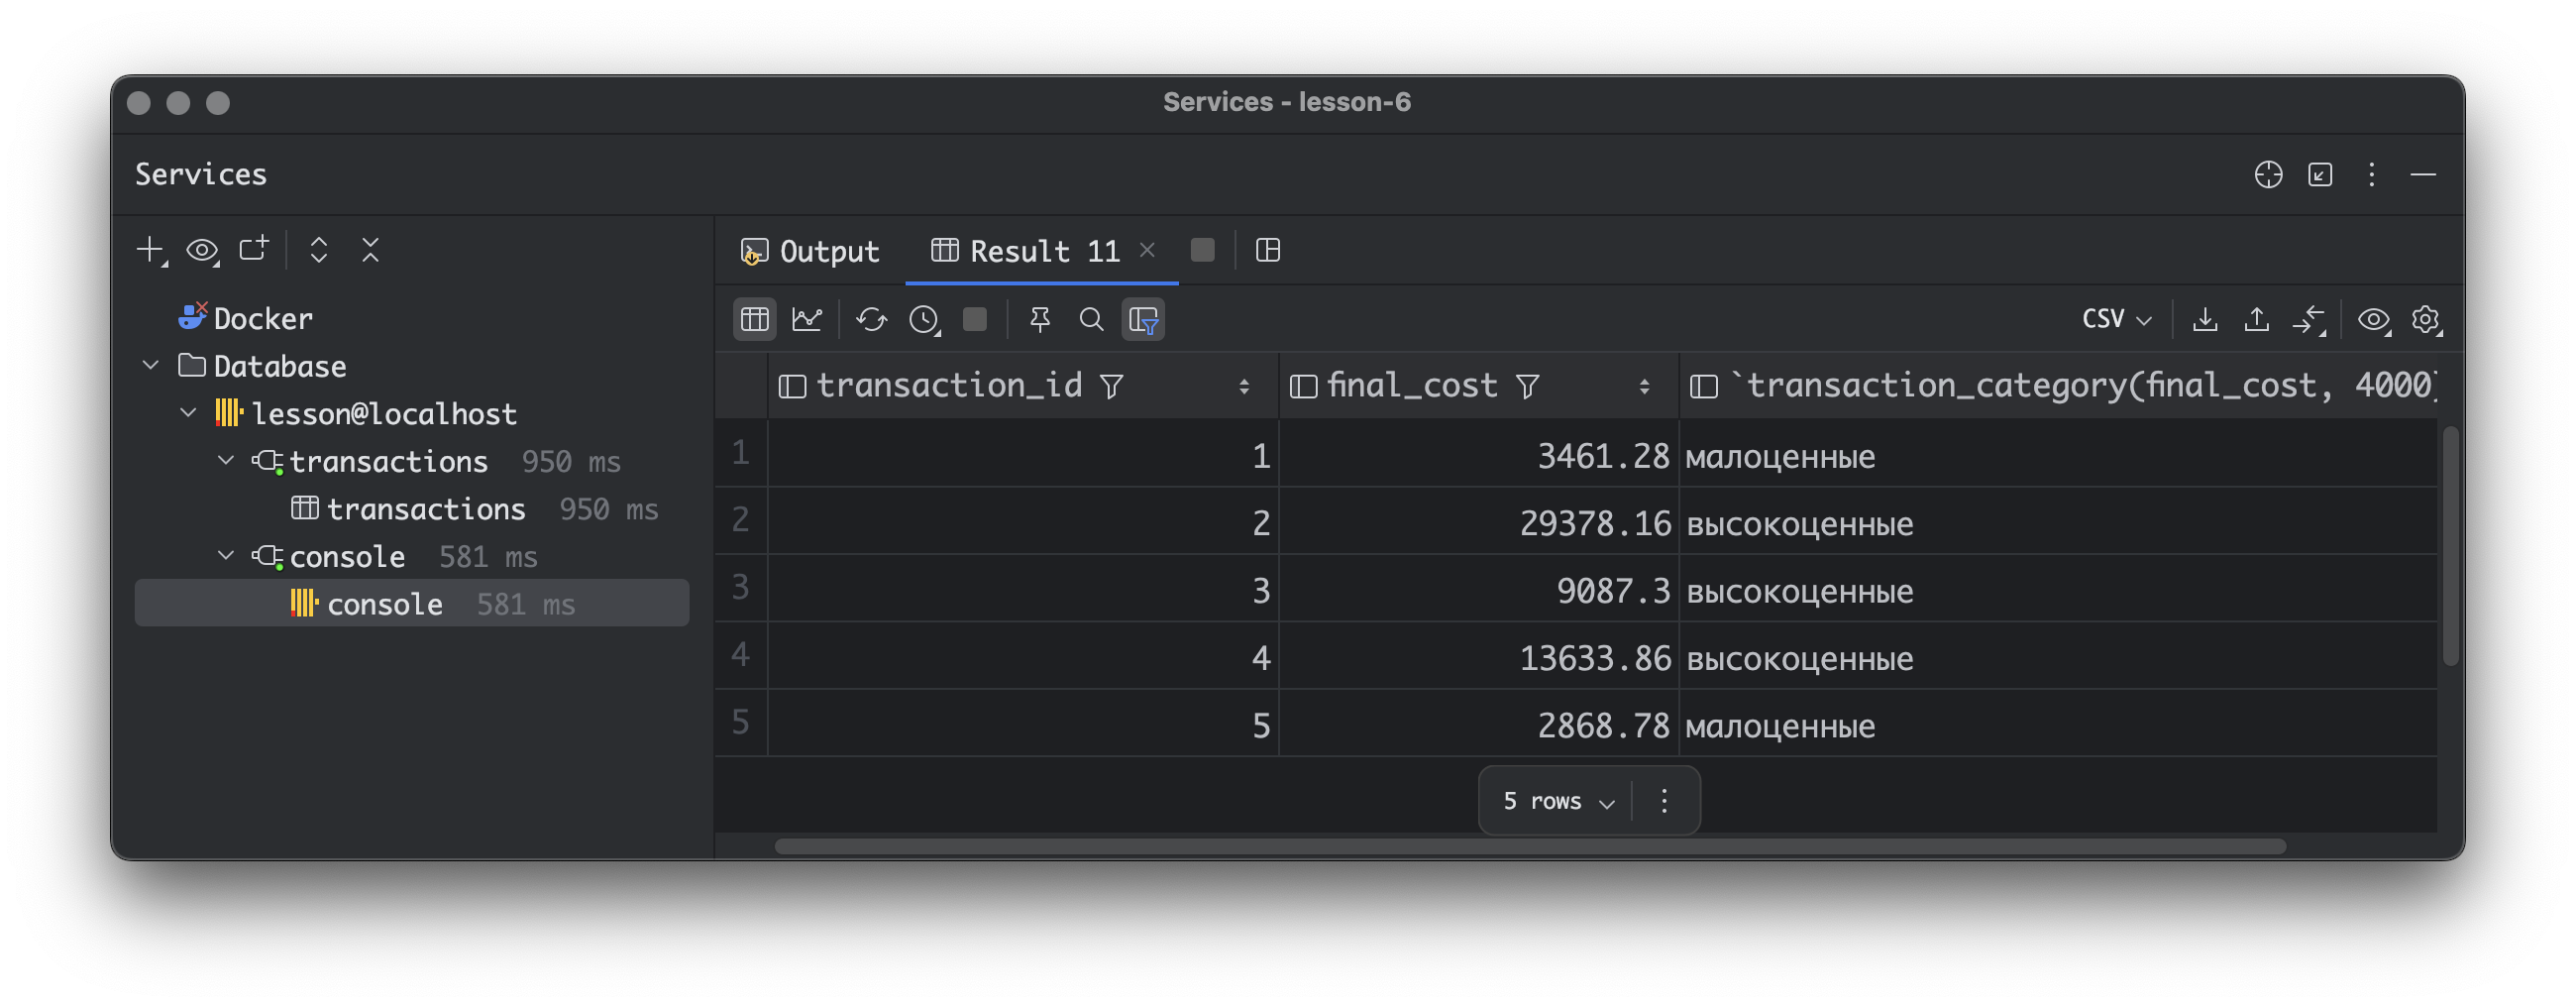 Services - lesson-6
Services
Output
Result 11
Docker
Database
lesson@localhost
transactions 950 ms
transactions 950 ms
console 581 ms
console 581 ms
CSV
transaction_id final_cost `transaction_category(final_cost, 4000)
1 1 3461.28 малоценные
2 2 29378.16 высокоценные
3 3 9087.3 высокоценные
4 4 13633.86 высокоценные
5 5 2868.78 малоценные
5 rows